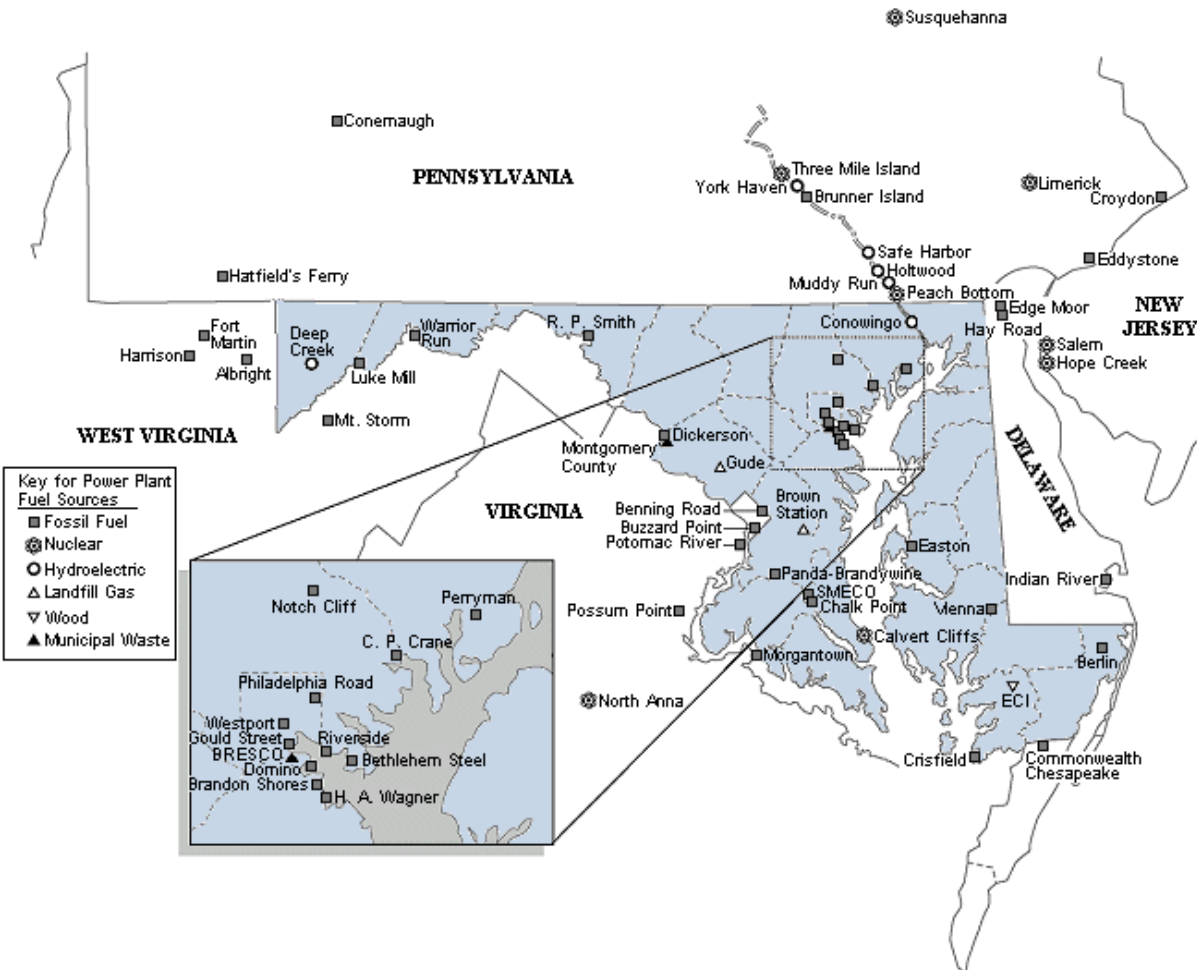 Susquehanna
Conemaugh
PENNSYLVANIA
Three Mile Island
York Haven
Brunner Island
Limerick
Croydon
Safe Harbor
Holtwood
Muddy Run
Peach Bottom
Eddystone
Hatfield's Ferry
NEW
JERSEY
Edge Moor
Hay Road
Conowingo
Salem
Hope Creek
Fort
Martin
Harrison
Albright
Deep
Creek
Warrior
Run
Luke Mill
R. P. Smith
Mt. Storm
WEST VIRGINIA
Montgomery
County
Dickerson
Gude
DELAWARE
Key for Power Plant
Fuel Sources
Fossil Fuel
Nuclear
Hydroelectric
Landfill Gas
Wood
Municipal Waste
VIRGINIA
Benning Road
Buzzard Point
Potomac River
Brown
Station
Easton
Panda-Brandywine
SMECO
Chalk Point
Indian River
Vienna
Possum Point
Calvert Cliffs
Morgantown
Berlin
North Anna
ECI
Crisfield
Commonwealth
Chesapeake
Notch Cliff
Perryman
C. P. Crane
Philadelphia Road
Westport
Gould Street
Riverside
BRESCO
Bethlehem Steel
Domino
Brandon Shores
H. A. Wagner